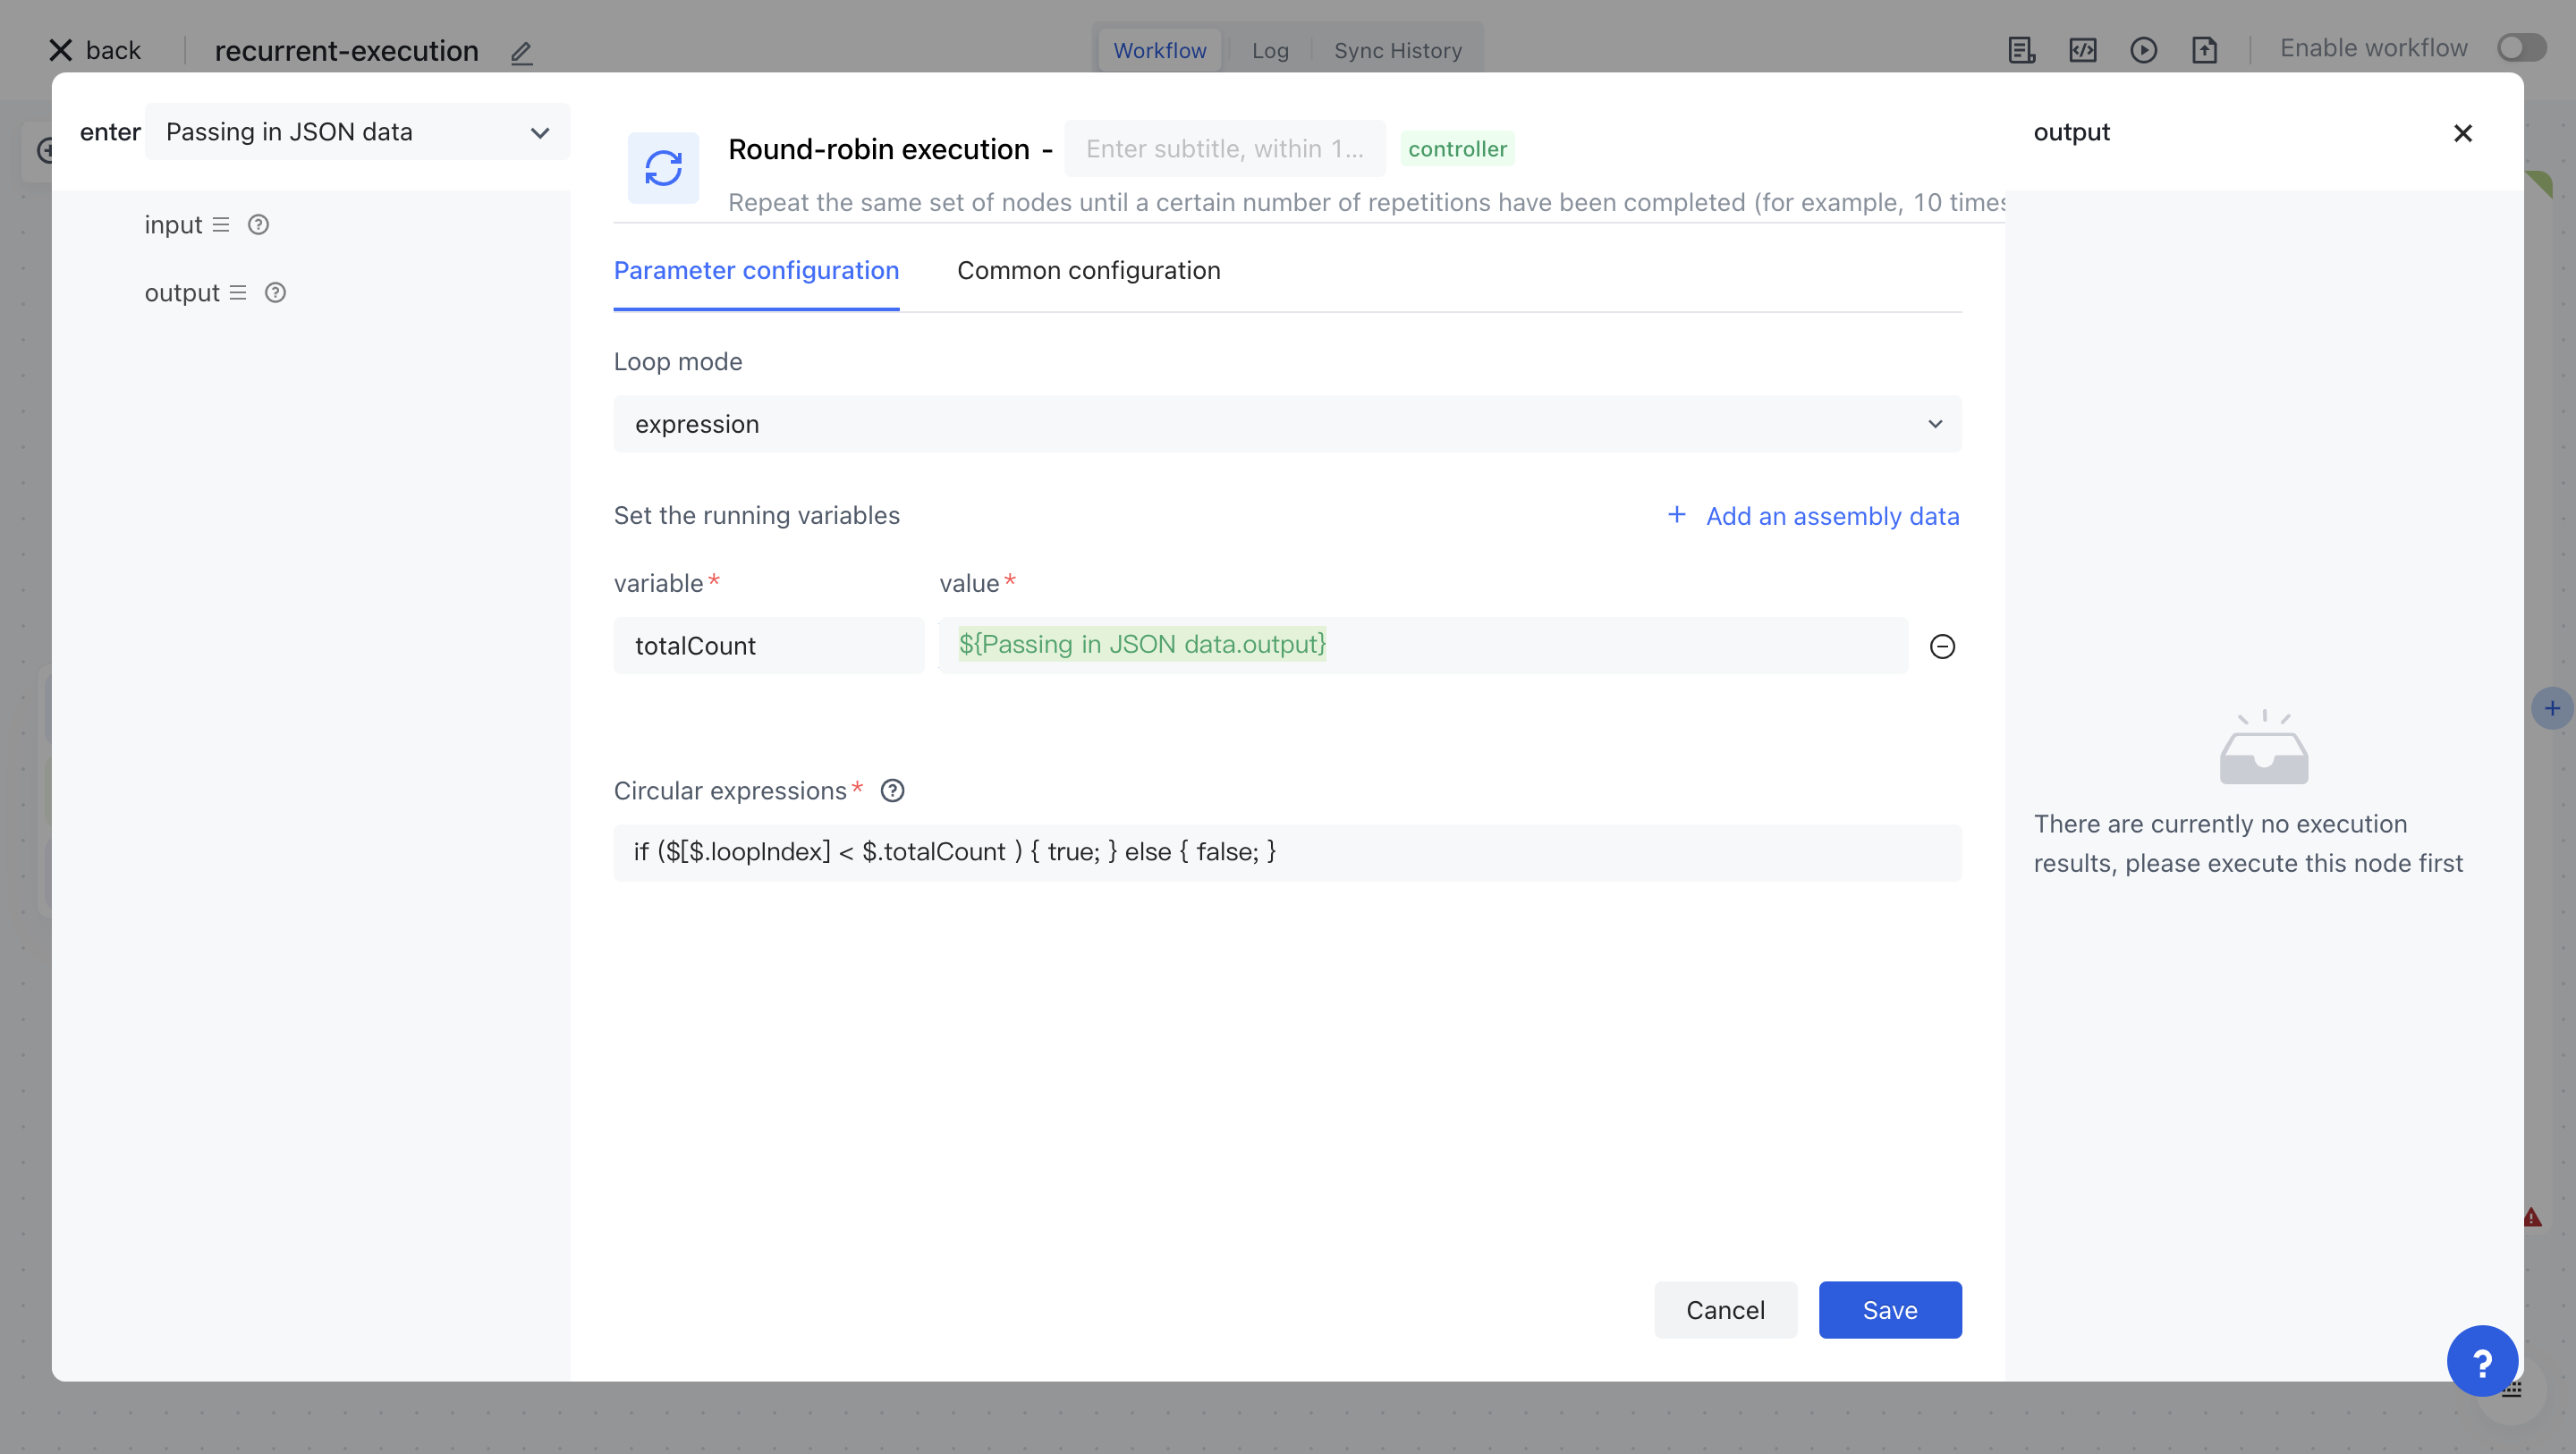 back
recurrent-execution
Workflow
Log
Sync History
Enable workflow
enter
Passing in JSON data
input
output
Round-robin execution -
Enter subtitle, within 1...
controller
Repeat the same set of nodes until a certain number of repetitions have been completed (for example, 10 times
Parameter configuration
Common configuration
Loop mode
expression
Set the running variables
+ Add an assembly data
variable*
value*
totalCount
${Passing in JSON data.output}
Circular expressions*
if ($[$.loopIndex] < $.totalCount ) { true; } else { false; }
Cancel
Save
output
There are currently no execution
results, please execute this node first